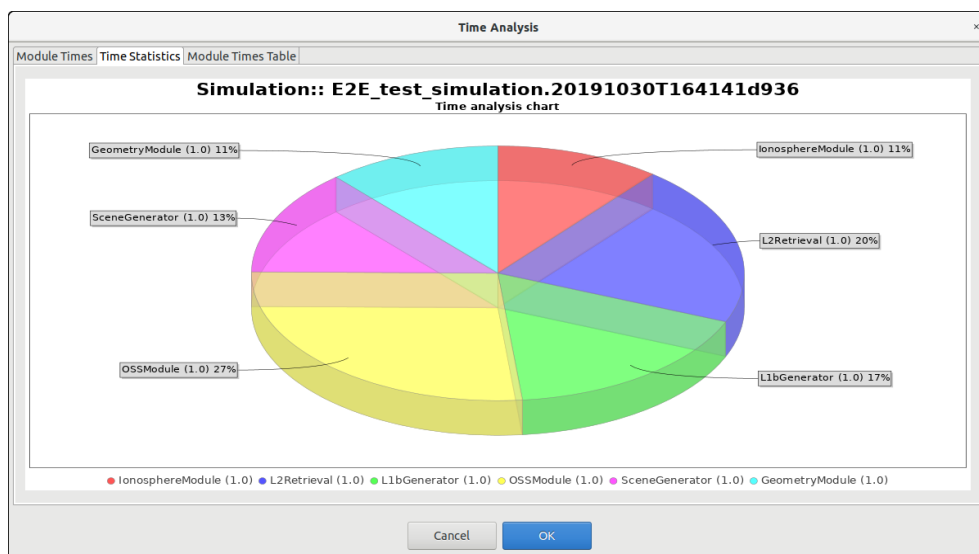 Time Analysis
×
Module Times Time Statistics Module Times Table
Simulation:: E2E_test_simulation.20191030T164141d936
Time analysis chart
GeometryModule (1.0) 11%
IonosphereModule (1.0) 11%
SceneGenerator (1.0) 13%
L2Retrieval (1.0) 20%
OSSModule (1.0) 27%
L1bGenerator (1.0) 17%
IonosphereModule (1.0) L2Retrieval (1.0) L1bGenerator (1.0) OSSModule (1.0) SceneGenerator (1.0) GeometryModule (1.0)
Cancel OK